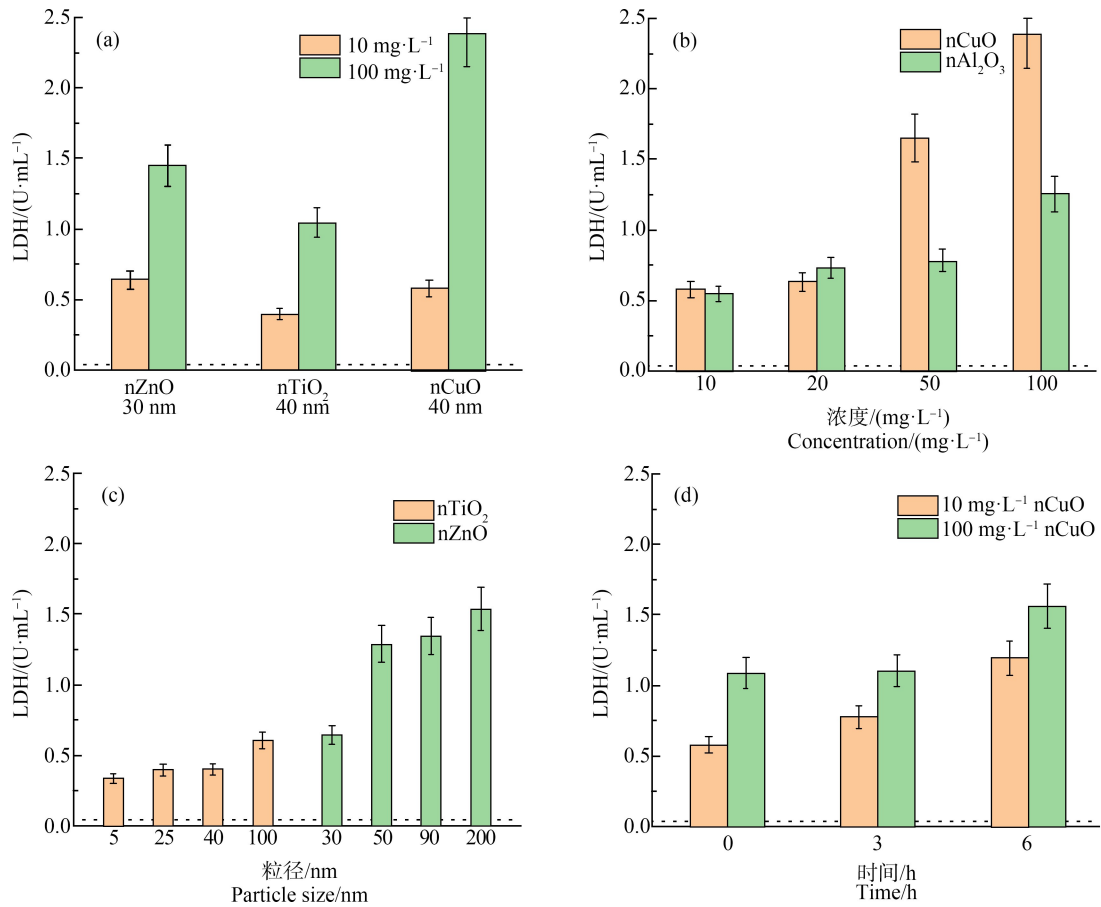 (a)
10 mg·L⁻¹
100 mg·L⁻¹
LDH/(U·mL⁻¹)
2.5
2.0
1.5
1.0
0.5
0.0
nZnO nTiO₂ nCuO
30 nm 40 nm 40 nm
(b)
nCuO
nAl₂O₃
LDH/(U·mL⁻¹)
2.5
2.0
1.5
1.0
0.5
0.0
10 20 50 100
浓度/(mg·L⁻¹)
Concentration/(mg·L⁻¹)
(c)
nTiO₂
nZnO
LDH/(U·mL⁻¹)
2.5
2.0
1.5
1.0
0.5
0.0
5 25 40 100 30 50 90 200
粒径/nm
Particle size/nm
(d)
10 mg·L⁻¹ nCuO
100 mg·L⁻¹ nCuO
LDH/(U·mL⁻¹)
2.5
2.0
1.5
1.0
0.5
0.0
0 3 6
时间/h
Time/h